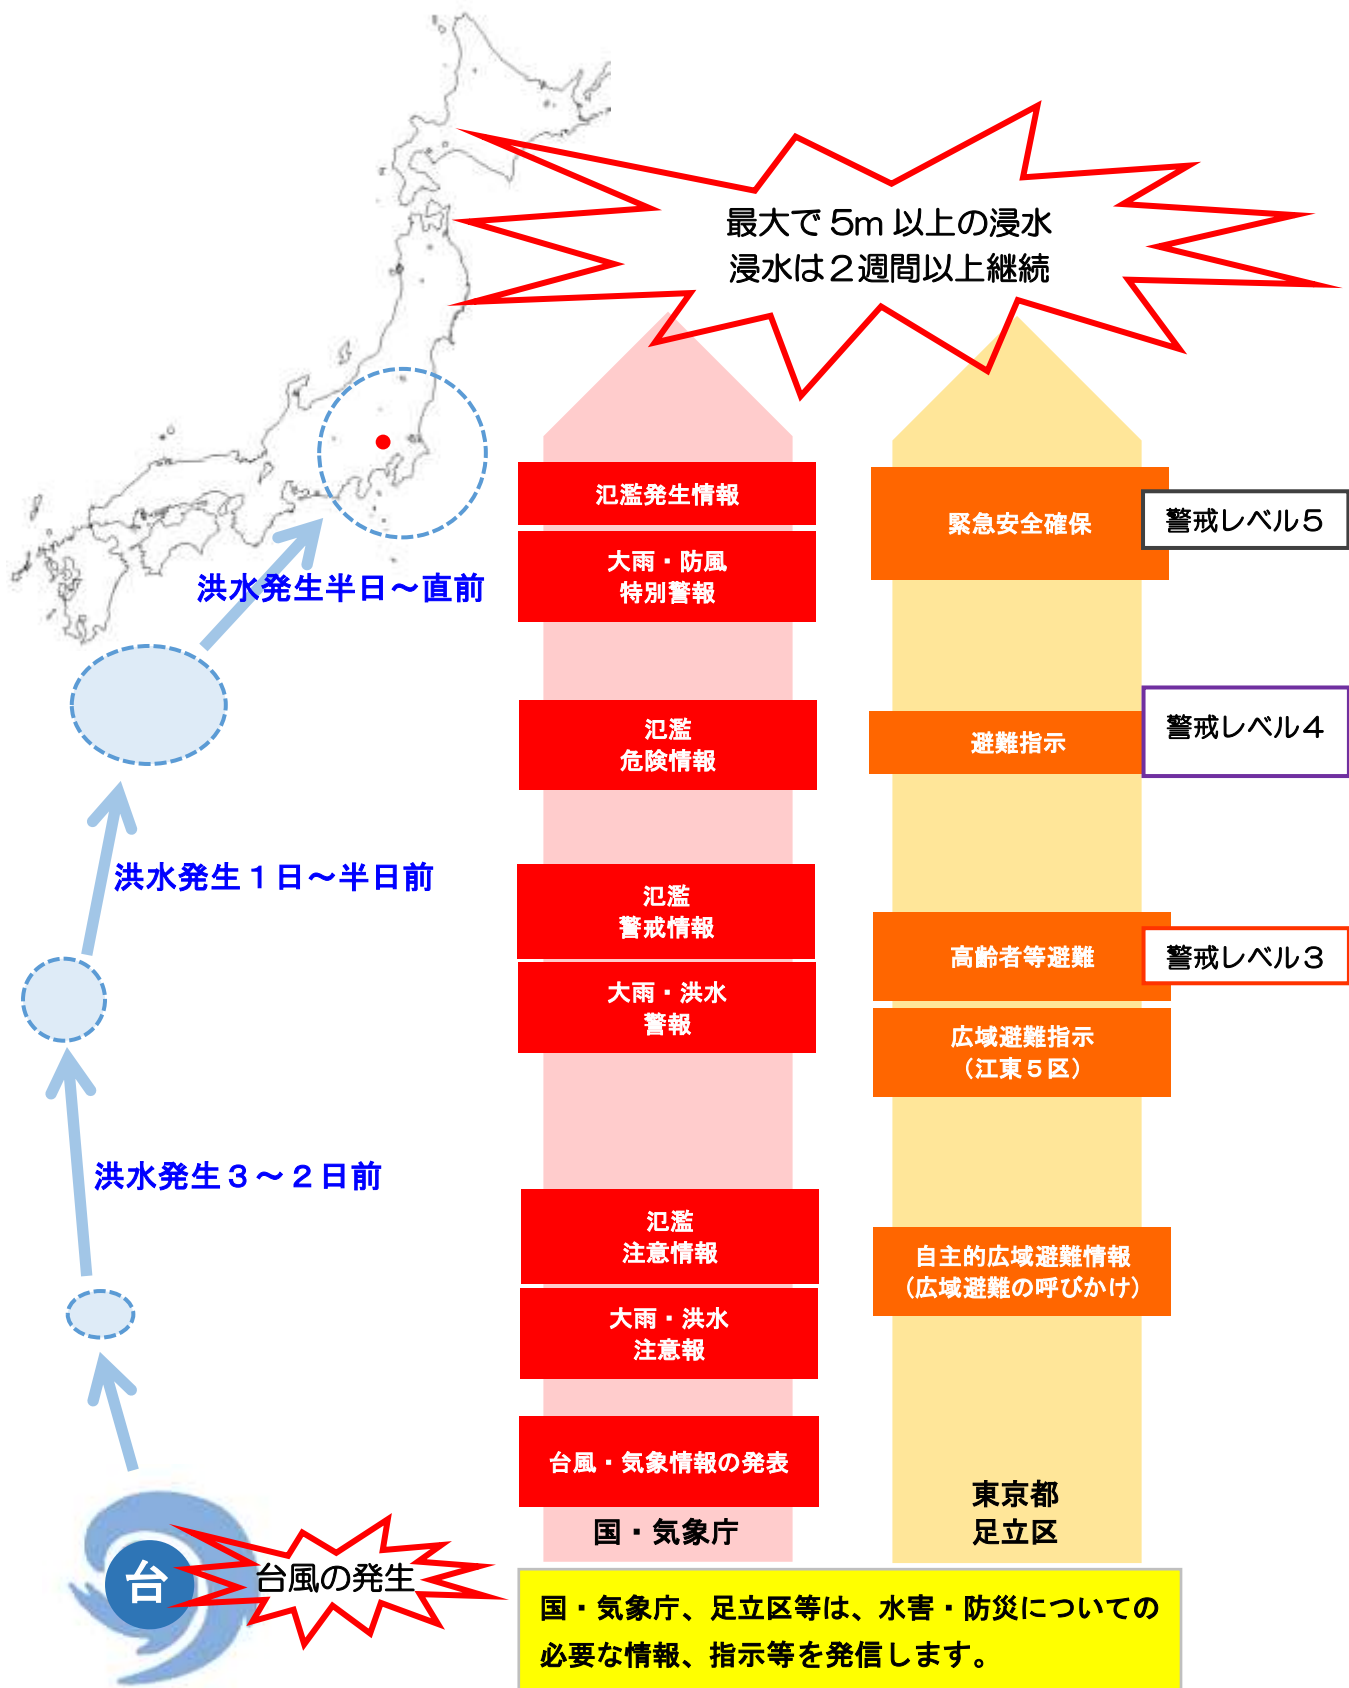 最大で5m以上の浸水
浸水は2週間以上継続
氾濫発生情報
大雨・防風
特別警報
緊急安全確保
警戒レベル5
洪水発生半日～直前
氾濫
危険情報
避難指示
警戒レベル4
洪水発生1日～半日前
氾濫
警戒情報
大雨・洪水
警報
高齢者等避難
警戒レベル3
広域避難指示
（江東5区）
洪水発生3～2日前
氾濫
注意情報
大雨・洪水
注意報
自主的広域避難情報
（広域避難の呼びかけ）
台風・気象情報の発表
国・気象庁
東京都
足立区
台
台風の発生
国・気象庁、足立区等は、水害・防災についての
必要な情報、指示等を発信します。